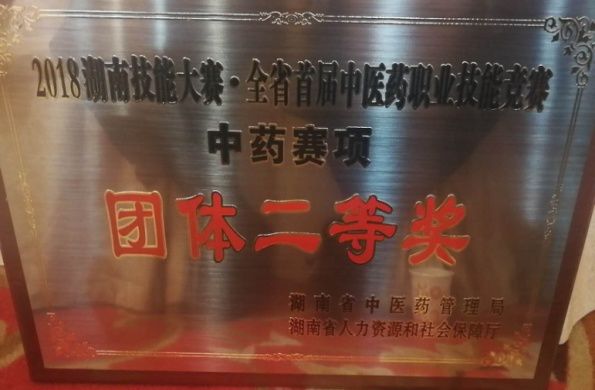 2018湖南技能大赛·全省首届中医药职业技能竞赛
中药赛项
团体二等奖
湖南省中医药管理局
湖南省人力资源和社会保障厅